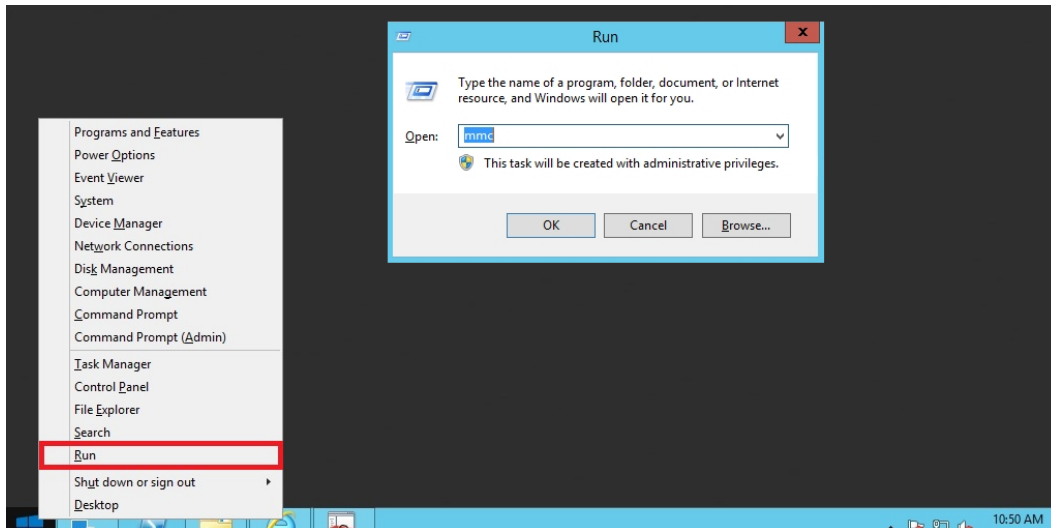 Run
x
Type the name of a program, folder, document, or Internet
resource, and Windows will open it for you.
Open:
mmc
This task will be created with administrative privileges.
OK
Cancel
Browse...
Programs and Features
Power Options
Event Viewer
System
Device Manager
Network Connections
Disk Management
Computer Management
Command Prompt
Command Prompt (Admin)
Task Manager
Control Panel
File Explorer
Search
Run
Shut down or sign out
Desktop
10:50 AM